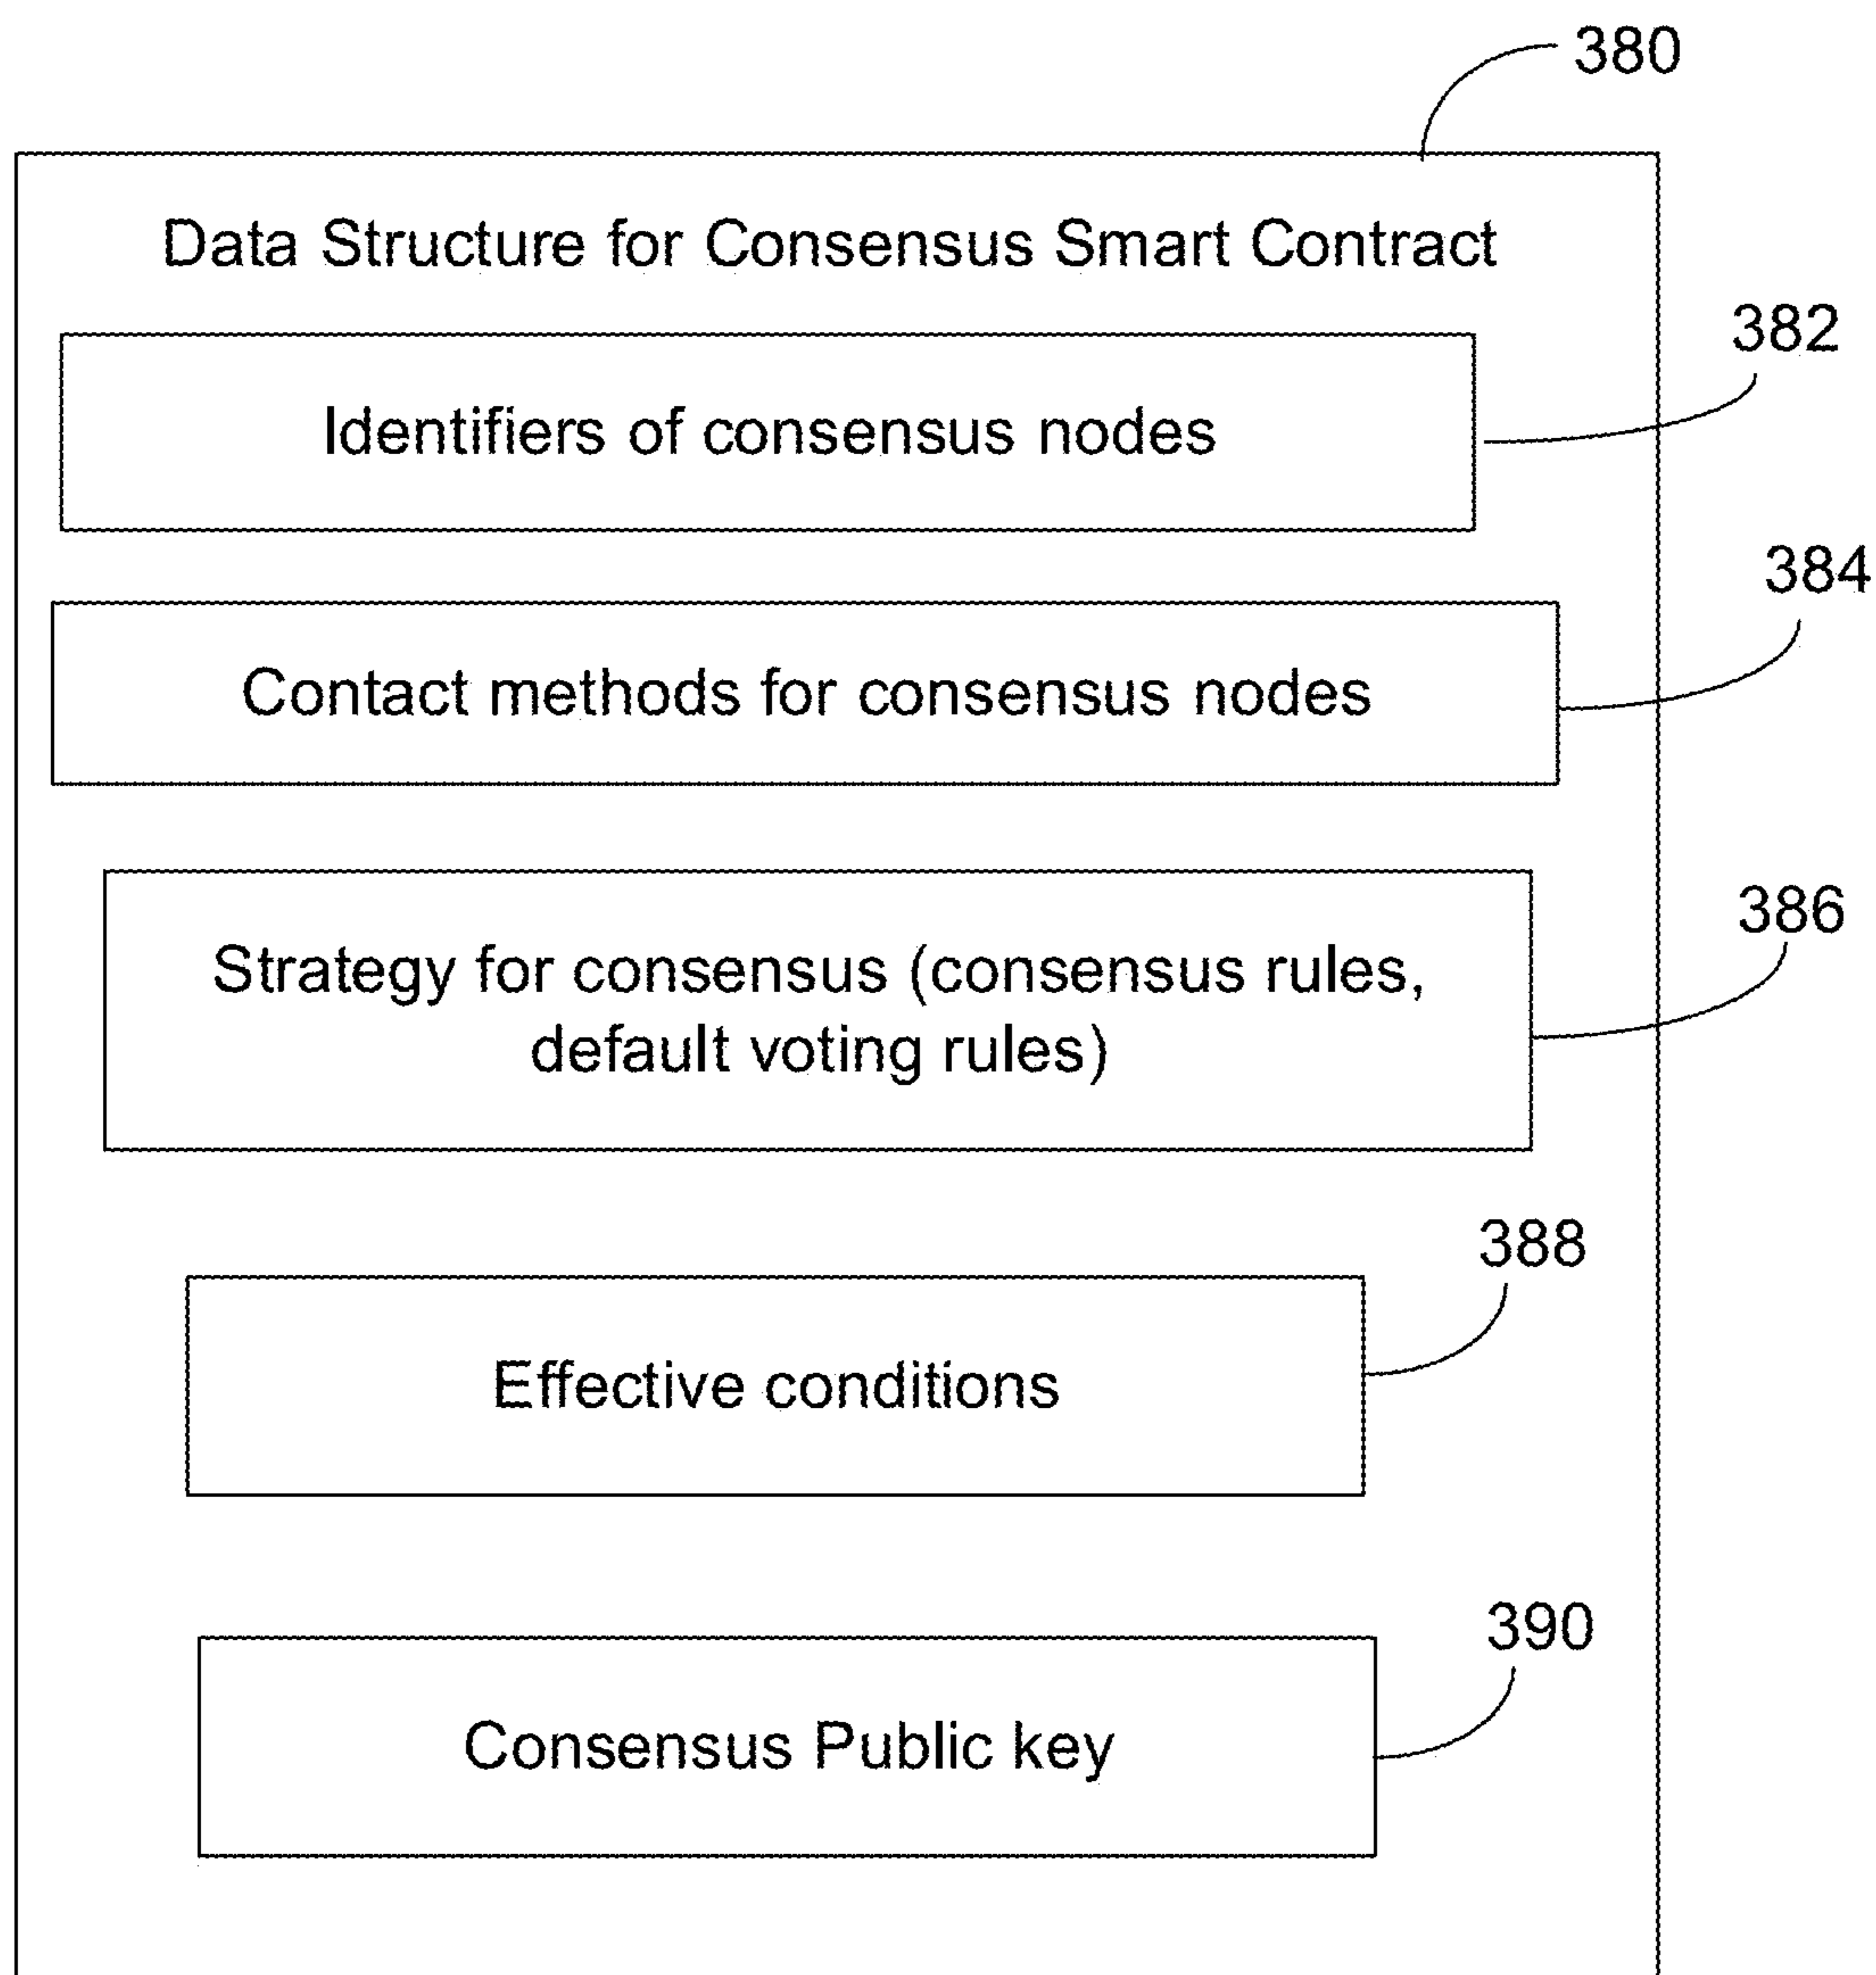 380
Data Structure for Consensus Smart Contract
382
Identifiers of consensus nodes
384
Contact methods for consensus nodes
386
Strategy for consensus (consensus rules,
default voting rules)
388
Effective conditions
390
Consensus Public key